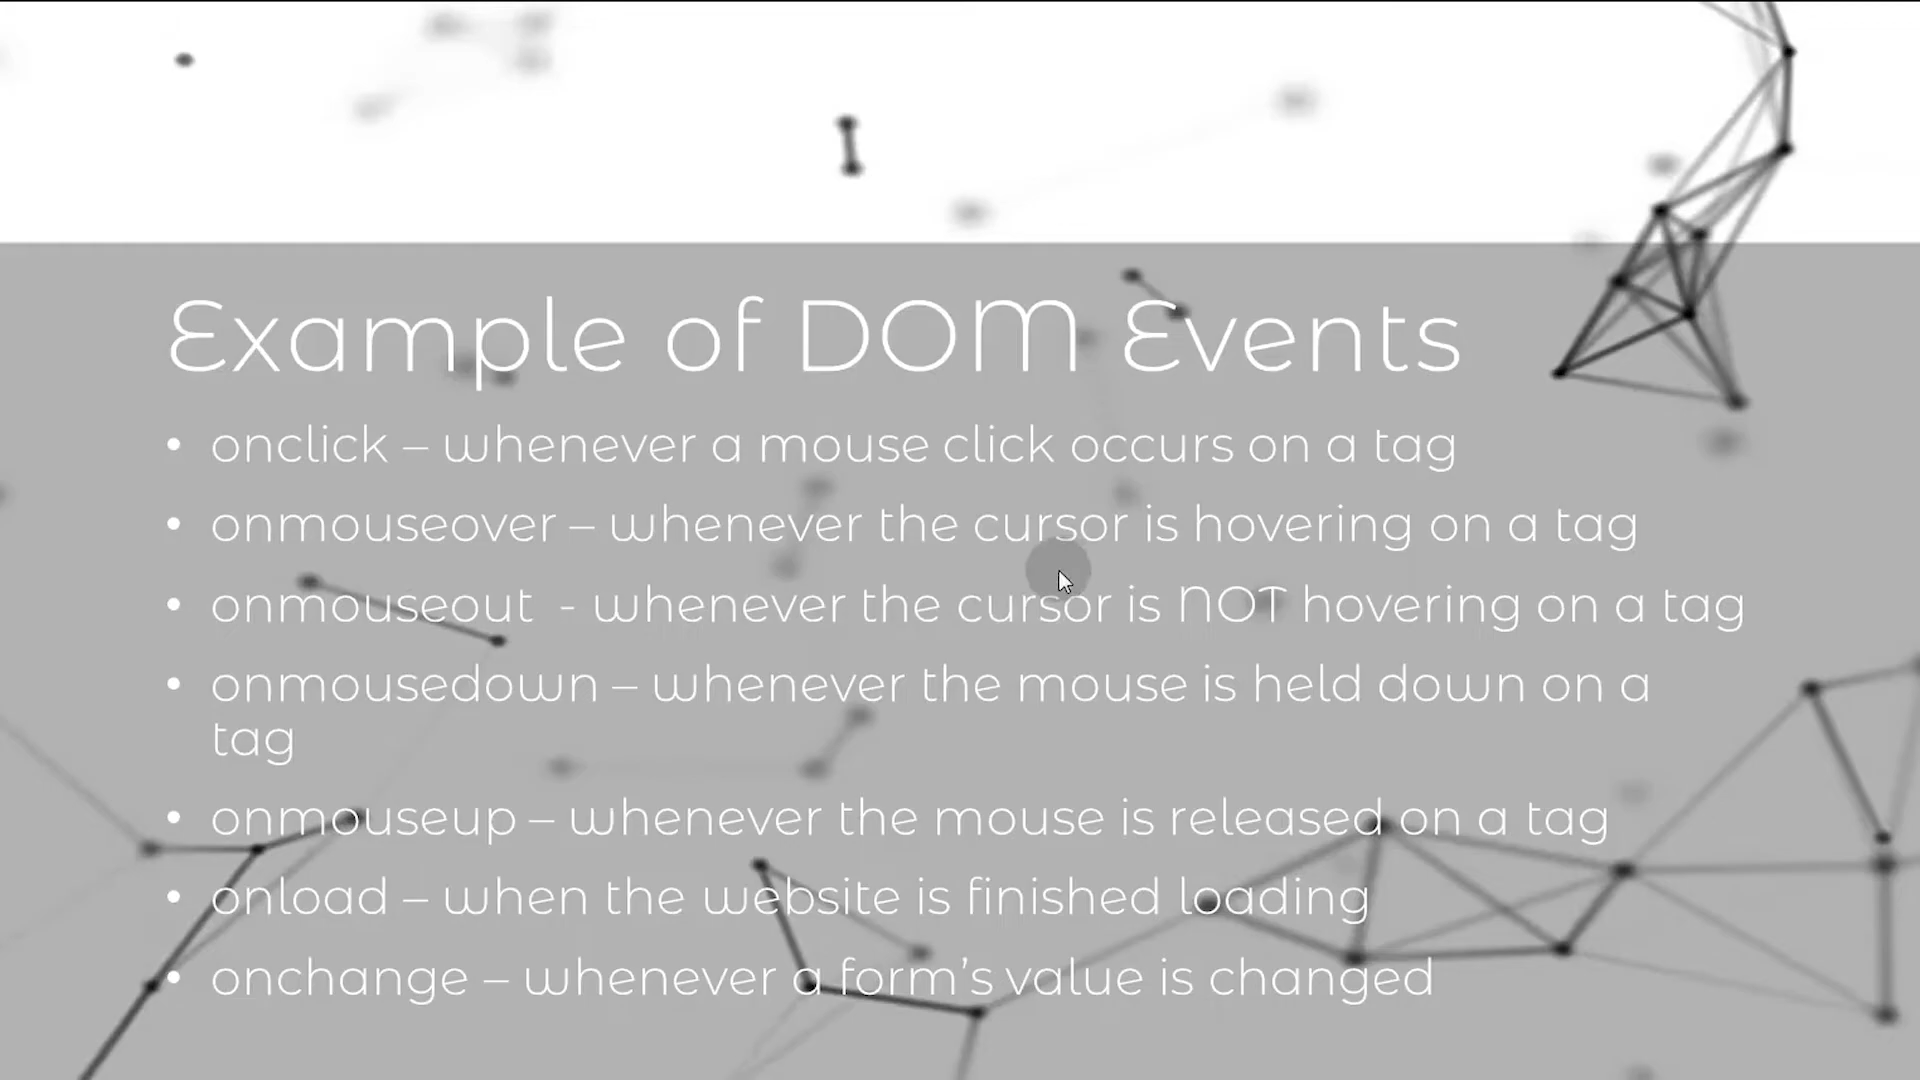 Example of DOM Events
• onclick – whenever a mouse click occurs on a tag
• onmouseover – whenever the cursor is hovering on a tag
• onmouseout  - whenever the cursor is NOT hovering on a tag
• onmousedown – whenever the mouse is held down on a
tag
• onmouseup – whenever the mouse is released on a tag
• onload – when the website is finished loading
• onchange – whenever a form’s value is changed